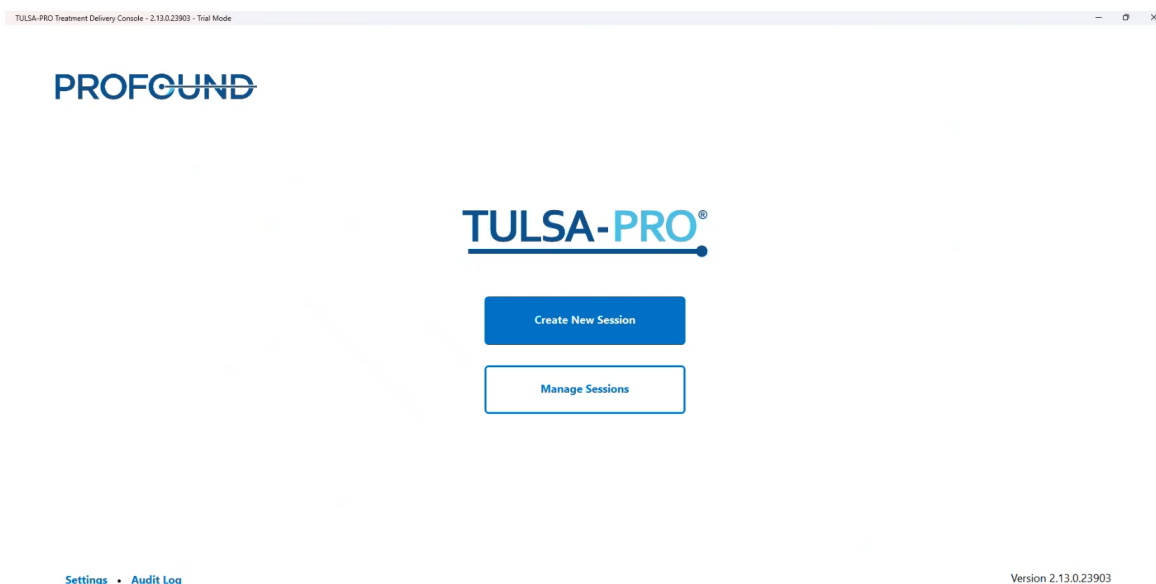 TULSA-PRO Treatment Delivery Console - 2.13.0.23903 - Trial Mode
PROFOUND
TULSA-PRO®
Create New Session
Manage Sessions
Settings • Audit Log
Version 2.13.0.23903